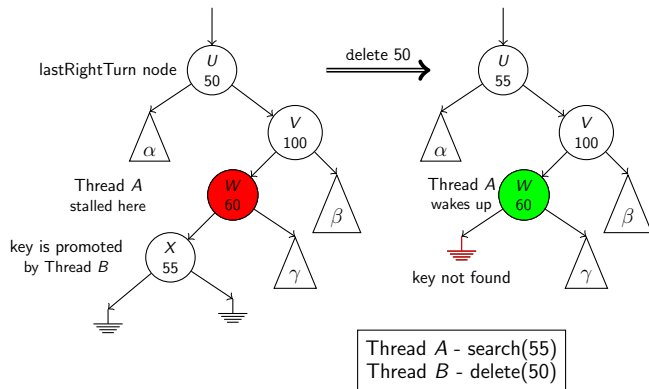 U
50
lastRightTurn node
V
100
α
Thread A
stalled here
W
60
β
key is promoted
by Thread B
X
55
γ
delete 50
U
55
V
100
α
Thread A
wakes up
W
60
β
key not found
γ
Thread A - search(55)
Thread B - delete(50)